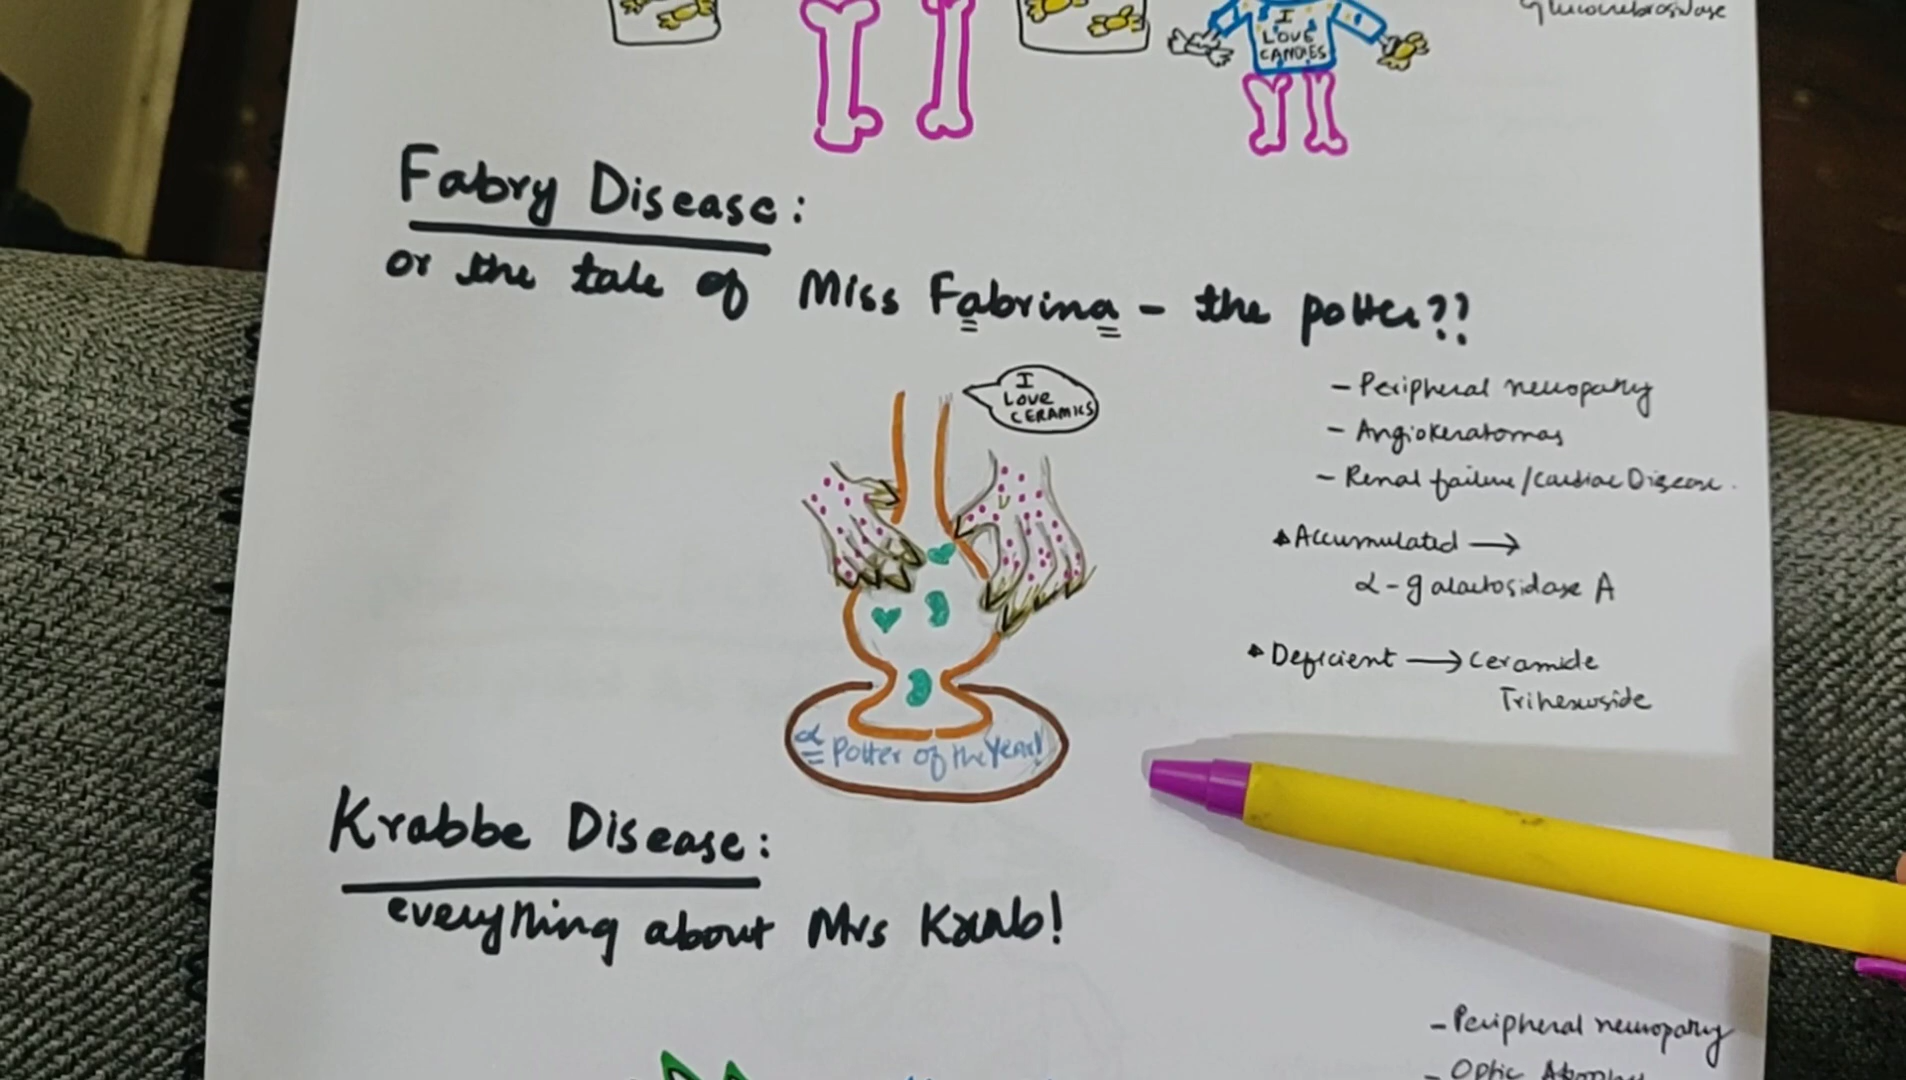 I
LOVE
CANDIES
Fabry Disease:
or the tale of Miss Fabrina - the potter??
I
LOVE
CERAMICS
- Peripheral neuropathy
- Angiokeratomas
- Renal failure/Cardiac Disease.
Accumulated →
α-galactosidase A
Deficient → Ceramide
Trihexoside
α Potter of the Year!
Krabbe Disease:
everything about Mrs Krab!
- Peripheral neuropathy
- Optic